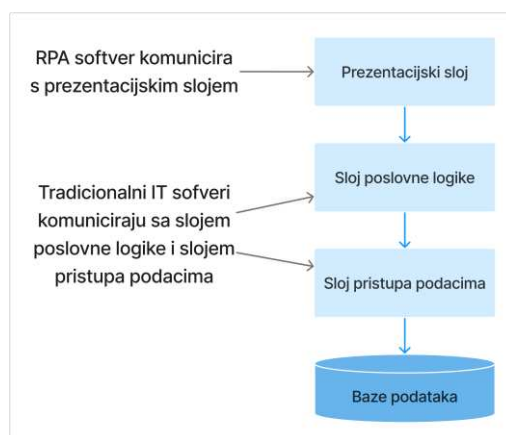 RPA softver komunicira
s prezentacijskim slojem
Prezentacijski sloj
Sloj poslovne logike
Tradicionalni IT sofveri
komuniciraju sa slojem
poslovne logike i slojem
pristupa podacima
Sloj pristupa podacima
Baze podataka